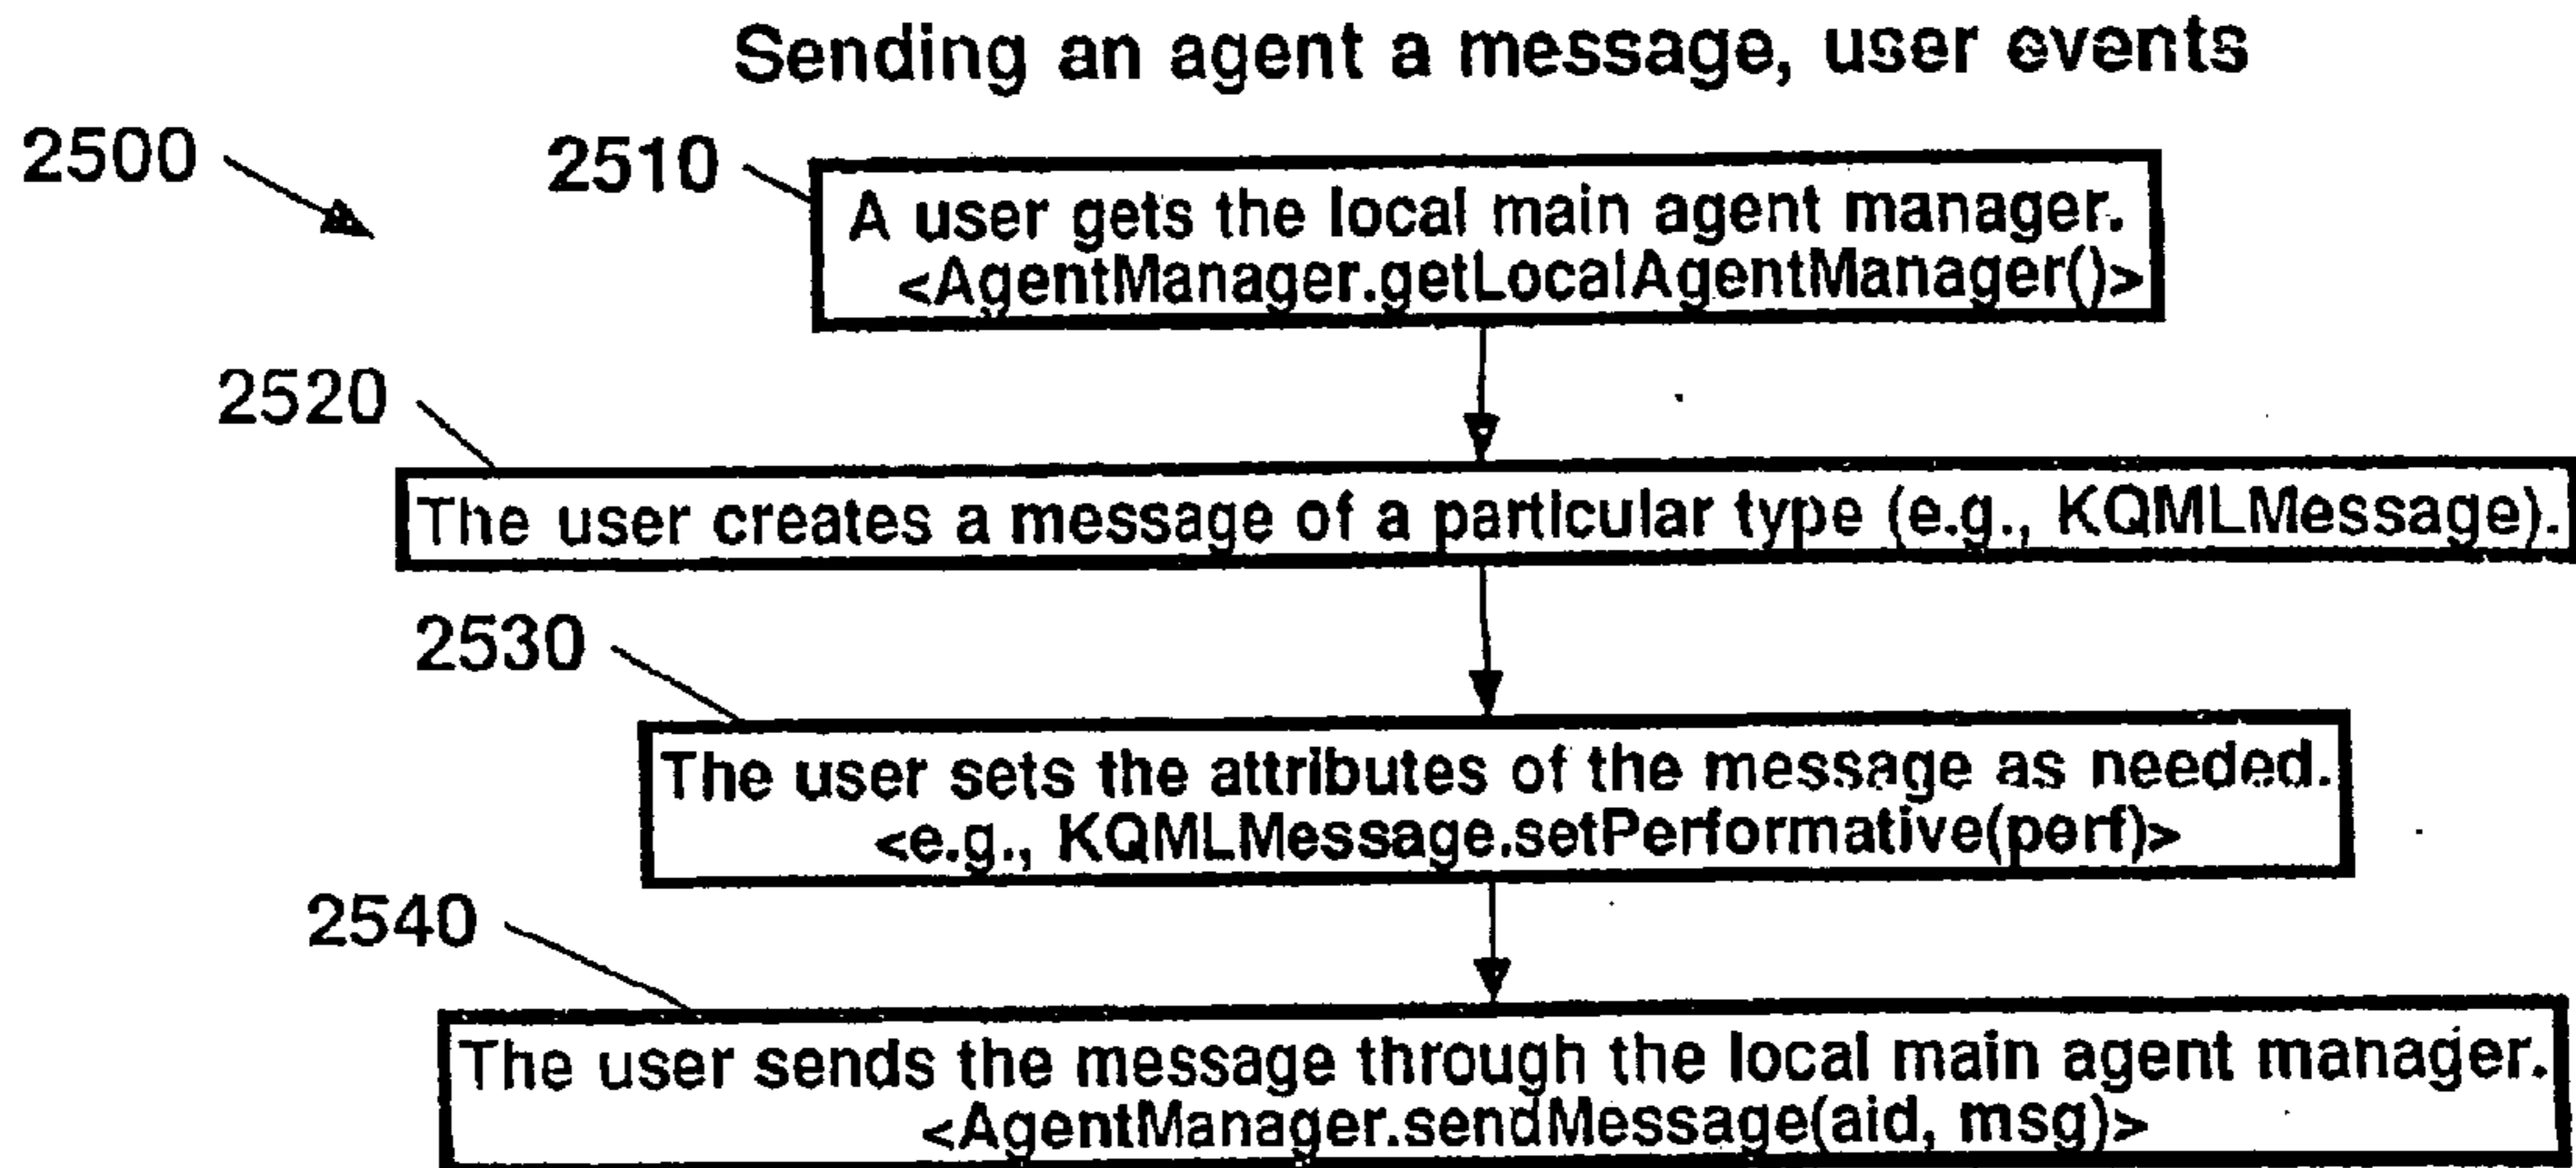 Sending an agent a message, user events
2500
2510
A user gets the local main agent manager.
<AgentManager.getLocalAgentManager()>
2520
The user creates a message of a particular type (e.g., KQMLMessage).
2530
The user sets the attributes of the message as needed.
<e.g., KQMLMessage.setPerformative(perf)>
2540
The user sends the message through the local main agent manager.
<AgentManager.sendMessage(aid, msg)>